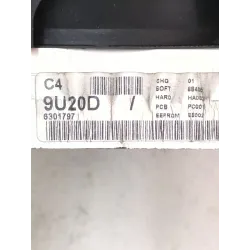 C4
9U20D /
6301797
CHG 01
SOFT
HARD
PCB
EEPROM